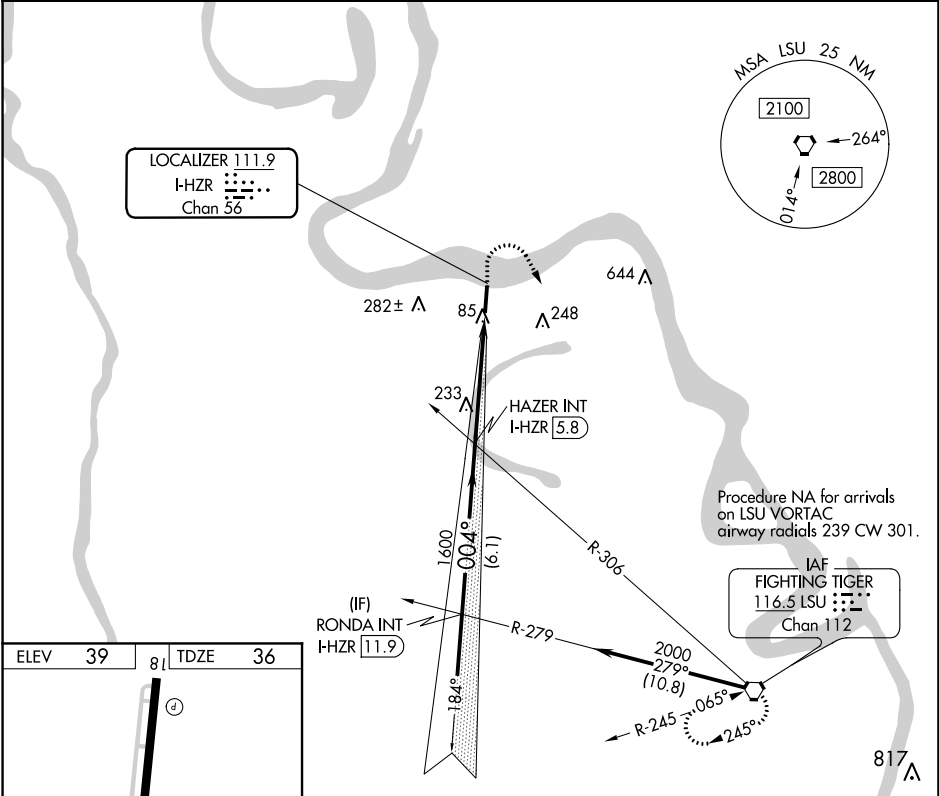 MSA LSU 25 NM
2100
264°
2800
014°
LOCALIZER 111.9
I-HZR
Chan 56
644
282±
85
248
233
HAZER INT
I-HZR 5.8
Procedure NA for arrivals
on LSU VORTAC
airway radials 239 CW 301.
1600
004°
(6.1)
R-306
IAF
FIGHTING TIGER
116.5 LSU
Chan 112
(IF)
RONDA INT
I-HZR 11.9
R-279
2000
279°
(10.8)
184°
R-245
065°
245°
817
ELEV 39
18
TDZE 36
P